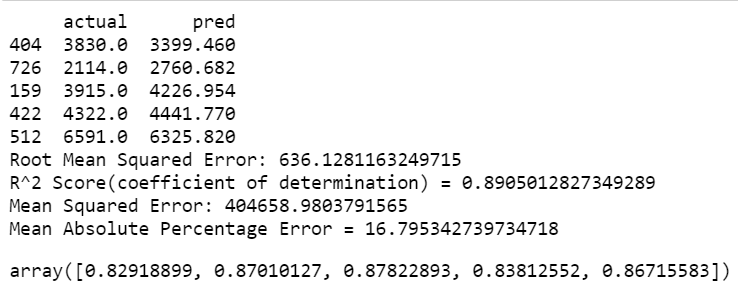 actual pred
404 3830.0 3399.460
726 2114.0 2760.682
159 3915.0 4226.954
422 4322.0 4441.770
512 6591.0 6325.820
Root Mean Squared Error: 636.1281163249715
R^2 Score(coefficient of determination) = 0.8905012827349289
Mean Squared Error: 404658.9803791565
Mean Absolute Percentage Error = 16.795342739734718
array([0.82918899, 0.87010127, 0.87822893, 0.83812552, 0.86715583])